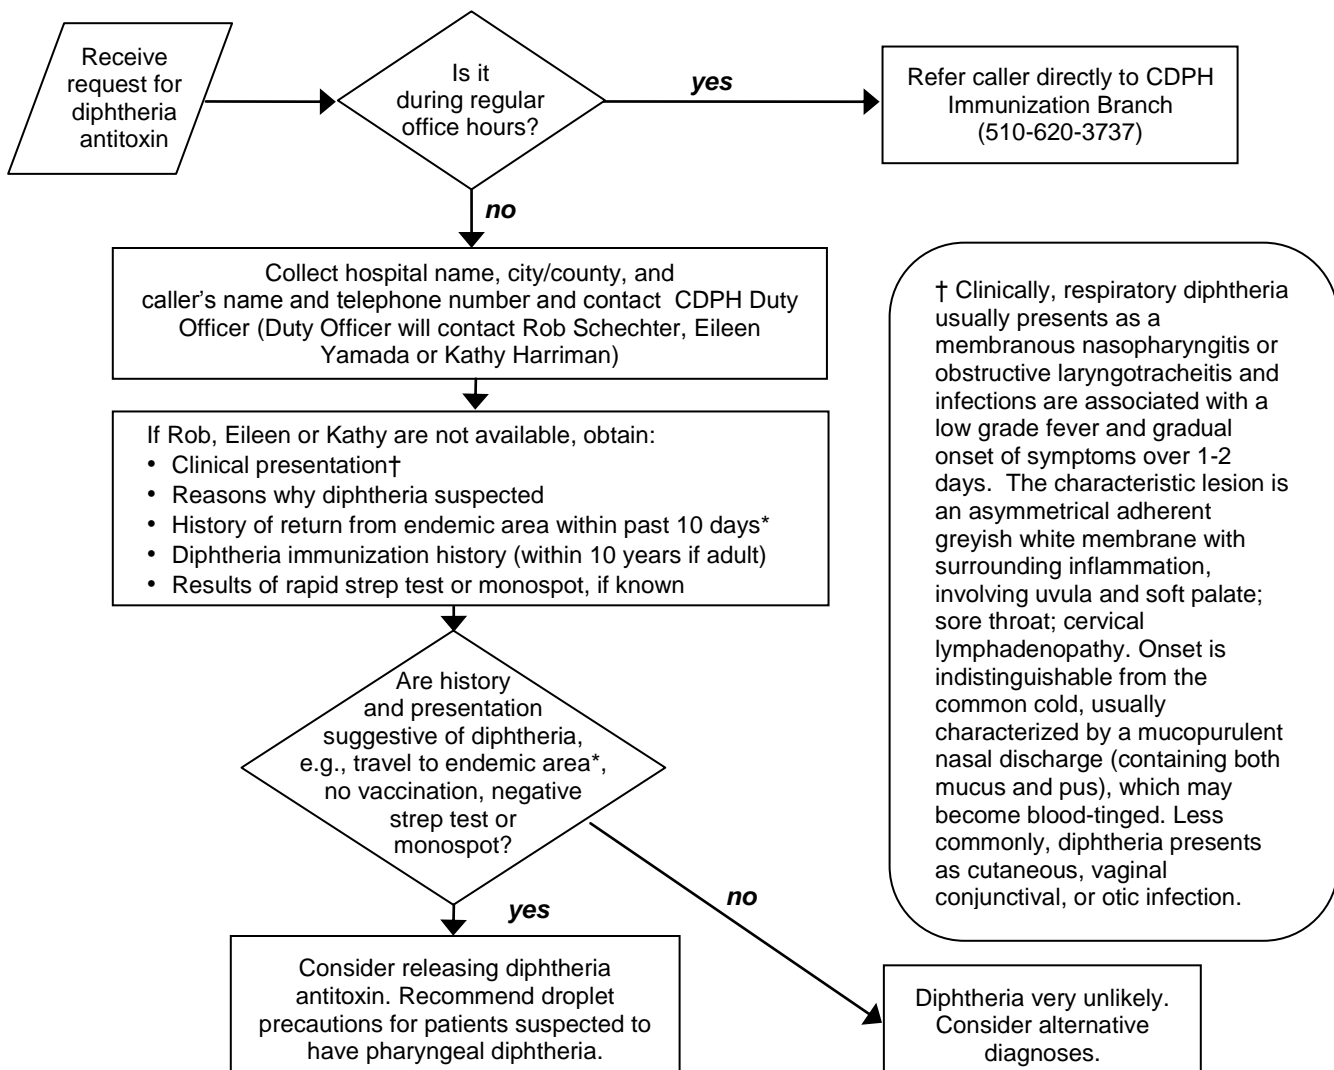 Receive
request for
diphtheria
antitoxin
Is it
during regular
office hours?
yes
Refer caller directly to CDPH
Immunization Branch
(510-620-3737)
no
Collect hospital name, city/county, and
caller's name and telephone number and contact CDPH Duty
Officer (Duty Officer will contact Rob Schechter, Eileen
Yamada or Kathy Harriman)
If Rob, Eileen or Kathy are not available, obtain:
• Clinical presentation†
• Reasons why diphtheria suspected
• History of return from endemic area within past 10 days*
• Diphtheria immunization history (within 10 years if adult)
• Results of rapid strep test or monospot, if known
† Clinically, respiratory diphtheria
usually presents as a
membranous nasopharyngitis or
obstructive laryngotracheitis and
infections are associated with a
low grade fever and gradual
onset of symptoms over 1-2
days. The characteristic lesion is
an asymmetrical adherent
greyish white membrane with
surrounding inflammation,
involving uvula and soft palate;
sore throat; cervical
lymphadenopathy. Onset is
indistinguishable from the
common cold, usually
characterized by a mucopurulent
nasal discharge (containing both
mucus and pus), which may
become blood-tinged. Less
commonly, diphtheria presents
as cutaneous, vaginal
conjunctival, or otic infection.
Are history
and presentation
suggestive of diphtheria,
e.g., travel to endemic area*,
no vaccination, negative
strep test or
monospot?
yes
no
Consider releasing diphtheria
antitoxin. Recommend droplet
precautions for patients suspected to
have pharyngeal diphtheria.
Diphtheria very unlikely.
Consider alternative
diagnoses.